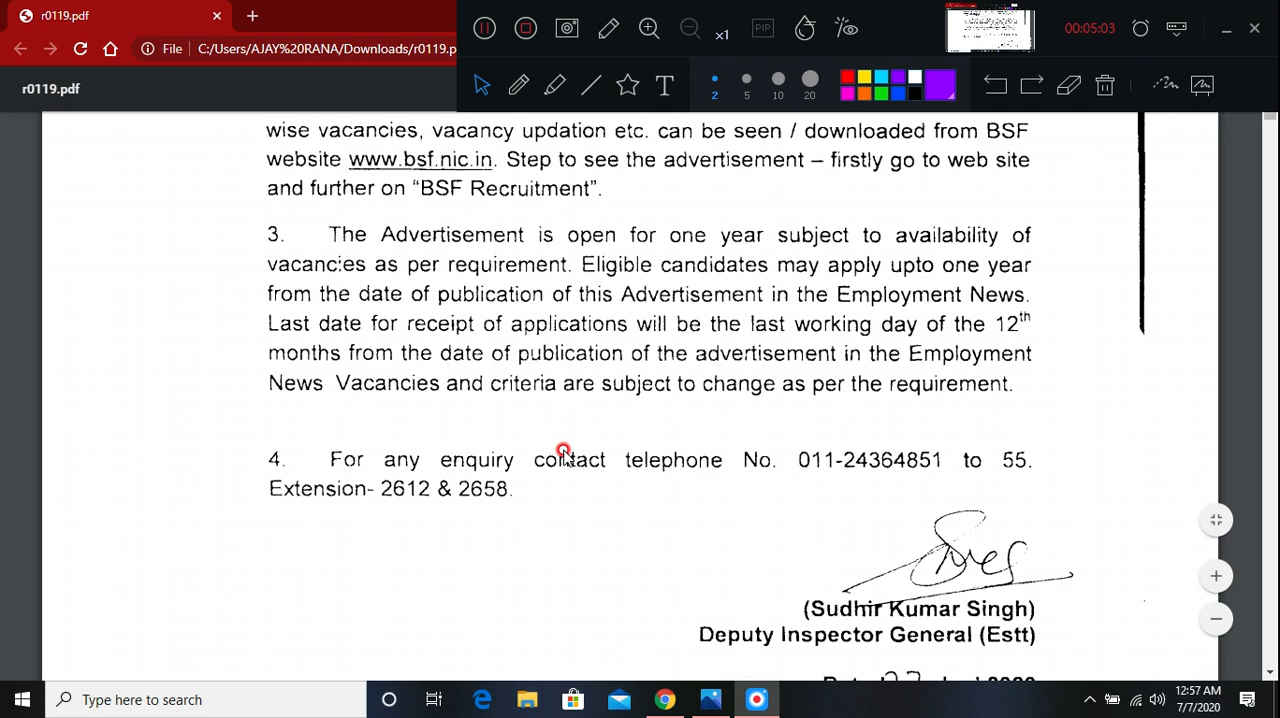 r0119.pdf
File C:/Users/AJAY%20RANA/Downloads/r0119.p
x1
PIP
00:05:03
r0119.pdf
T
2 5 10 20
wise vacancies, vacancy updation etc. can be seen / downloaded from BSF
website www.bsf.nic.in. Step to see the advertisement – firstly go to web site
and further on “BSF Recruitment”.
3. The Advertisement is open for one year subject to availability of
vacancies as per requirement. Eligible candidates may apply upto one year
from the date of publication of this Advertisement in the Employment News.
Last date for receipt of applications will be the last working day of the 12th
months from the date of publication of the advertisement in the Employment
News Vacancies and criteria are subject to change as per the requirement.
4. For any enquiry contact telephone No. 011-24364851 to 55.
Extension- 2612 & 2658.
(Sudhir Kumar Singh)
Deputy Inspector General (Estt)
Type here to search
12:57 AM
7/7/2020